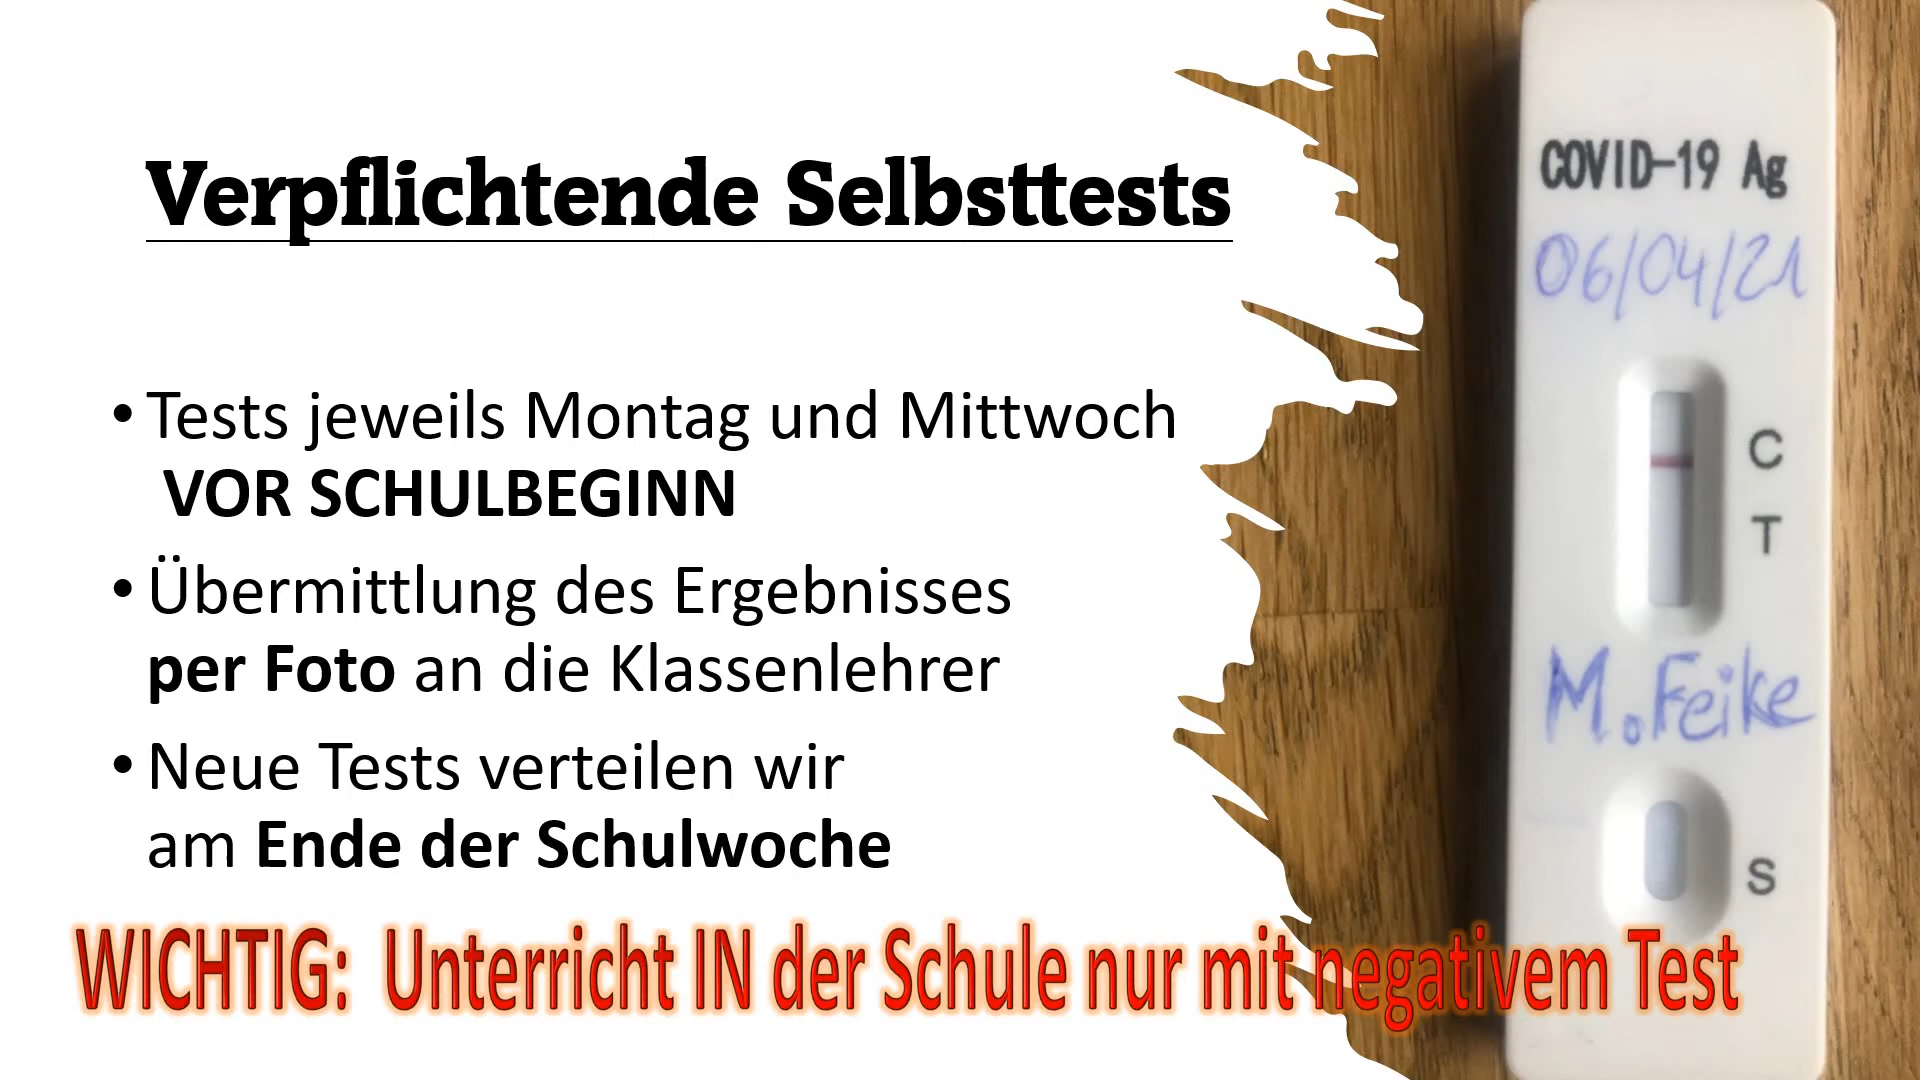 Verpflichtende Selbsttests
• Tests jeweils Montag und Mittwoch
VOR SCHULBEGINN
• Übermittlung des Ergebnisses
per Foto an die Klassenlehrer
• Neue Tests verteilen wir
am Ende der Schulwoche
WICHTIG: Unterricht IN der Schule nur mit negativem Test
COVID-19 Ag
06/04/21
C
T
M.Feike
S